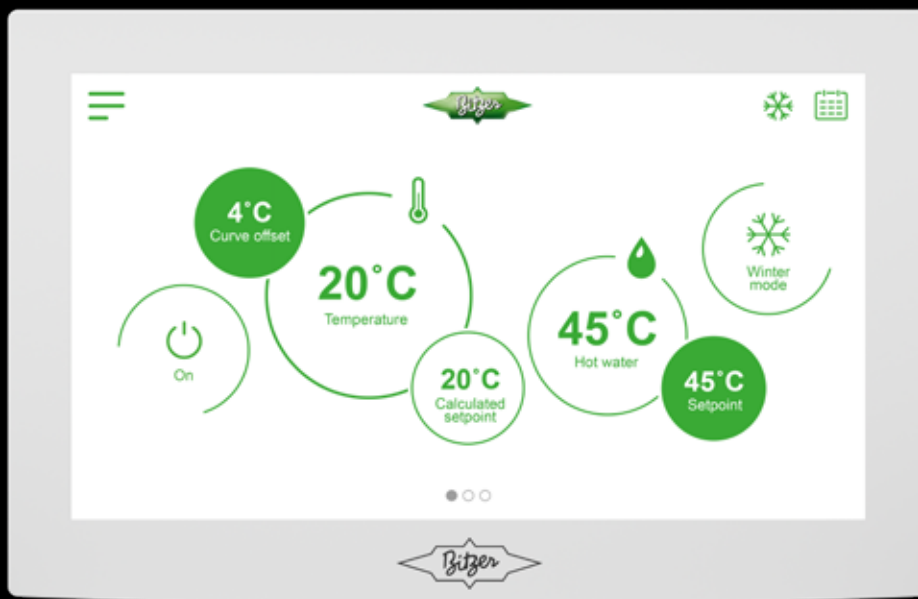 Bitzer
4°C
Curve offset
20°C
Temperature
Winter
mode
45°C
Hot water
On
20°C
Calculated
setpoint
45°C
Setpoint
Bitzer